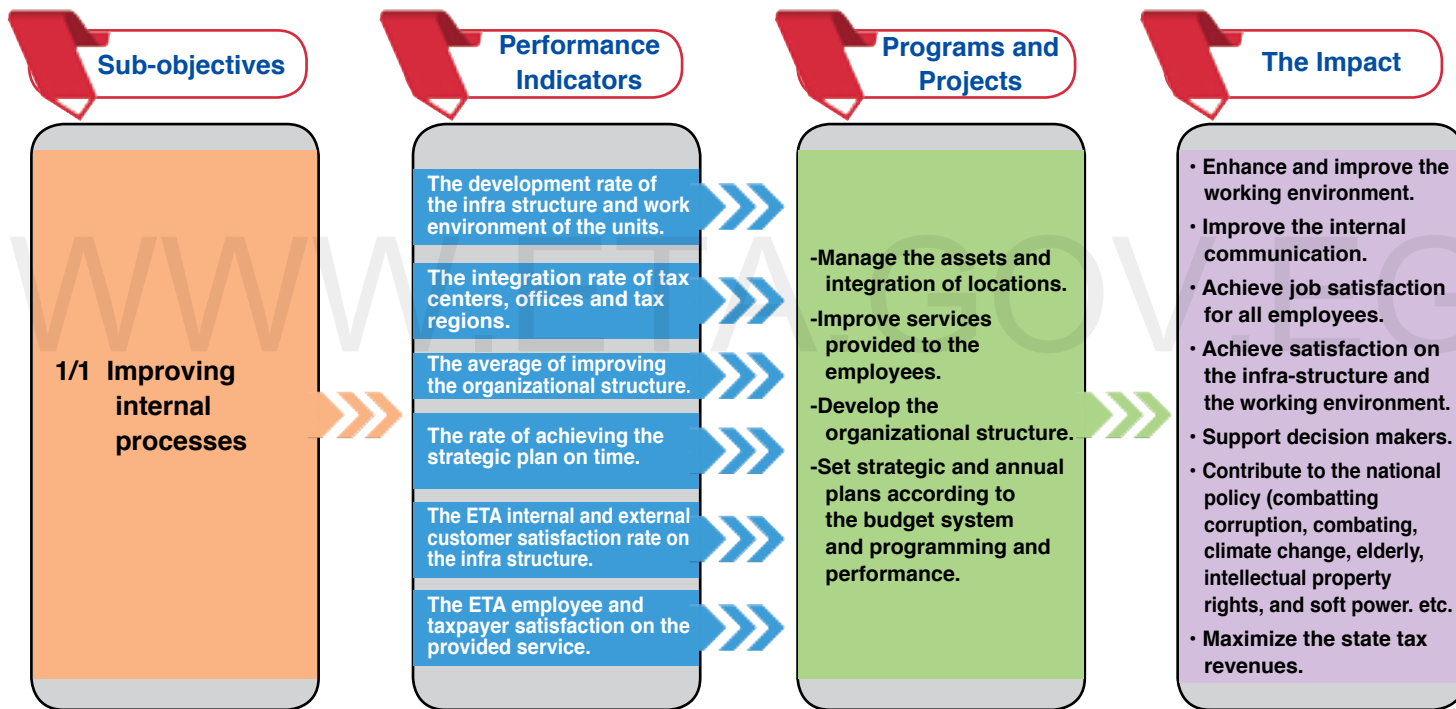 Sub-objectives
Performance
Indicators
Programs and
Projects
The Impact
WWW.ETA.GOV.EG
1/1 Improving
internal
processes
The development rate of
the infra structure and work
environment of the units.
The integration rate of tax
centers, offices and tax
regions.
The average of improving
the organizational structure.
The rate of achieving the
strategic plan on time.
The ETA internal and external
customer satisfaction rate on
the infra structure.
The ETA employee and
taxpayer satisfaction on the
provided service.
-Manage the assets and
integration of locations.
-Improve services
provided to the
employees.
-Develop the
organizational structure.
-Set strategic and annual
plans according to
the budget system
and programming and
performance.
• Enhance and improve the
working environment.
• Improve the internal
communication.
• Achieve job satisfaction
for all employees.
• Achieve satisfaction on
the infra-structure and
the working environment.
• Support decision makers.
• Contribute to the national
policy (combatting
corruption, combating,
climate change, elderly,
intellectual property
rights, and soft power. etc.
• Maximize the state tax
revenues.